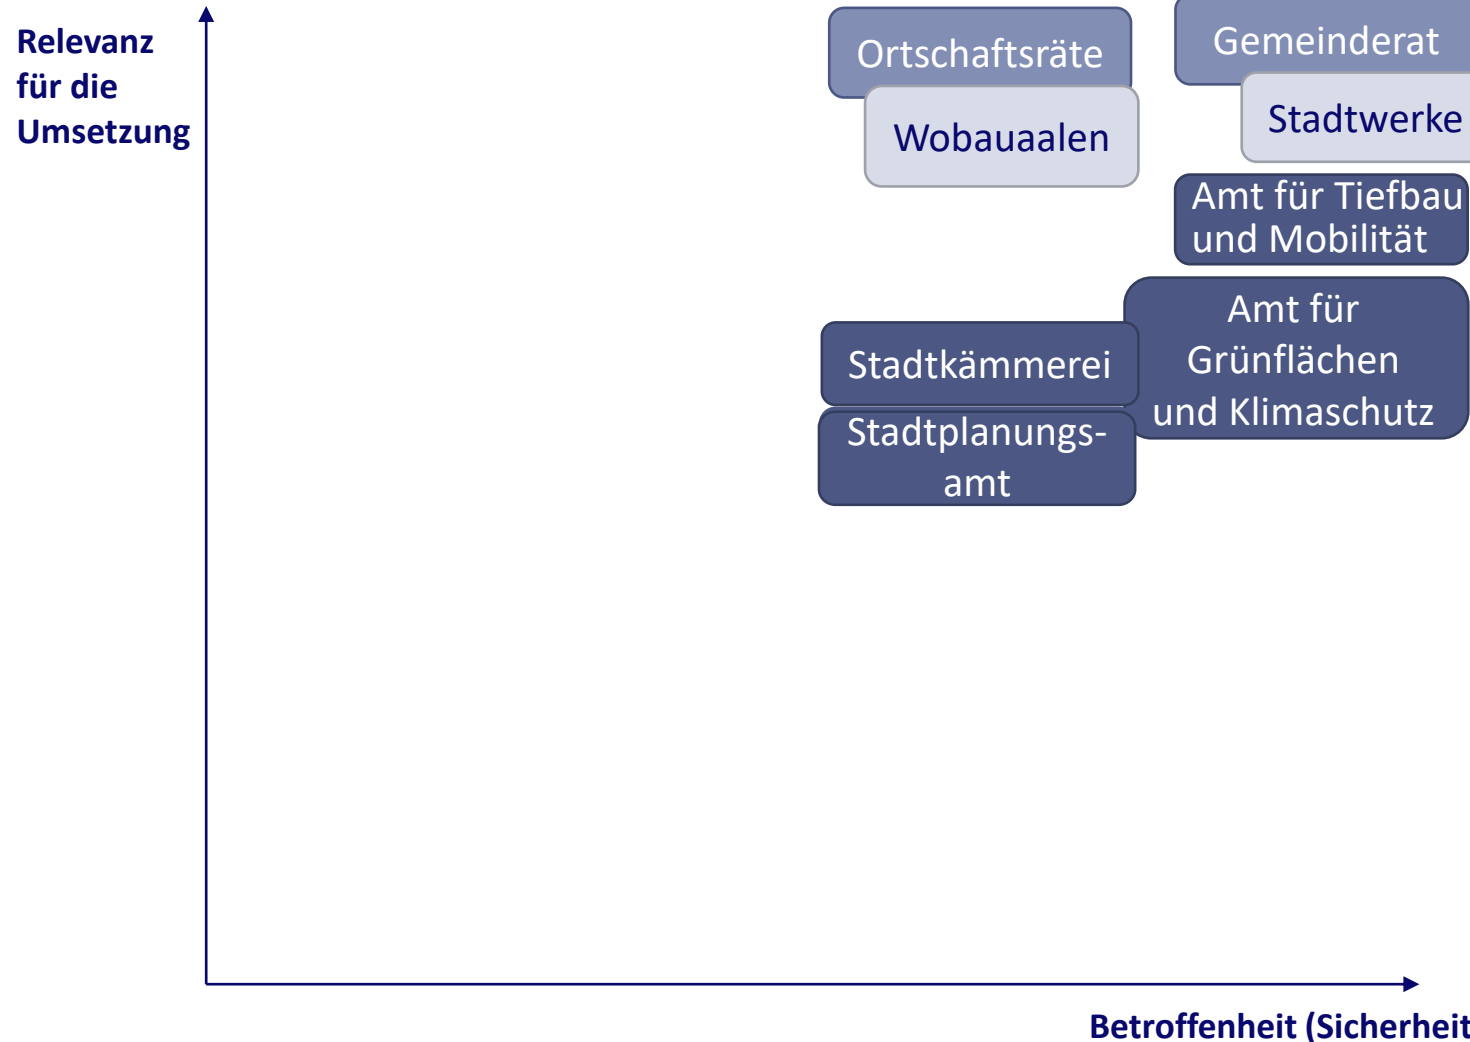 Relevanz
für die
Umsetzung
Ortschaftsräte
Gemeinderat
Wobauaalen
Stadtwerke
Amt für Tiefbau
und Mobilität
Amt für
Grünflächen
und Klimaschutz
Stadtkämmerei
Stadtplanungs-
amt
Betroffenheit (Sicherheit